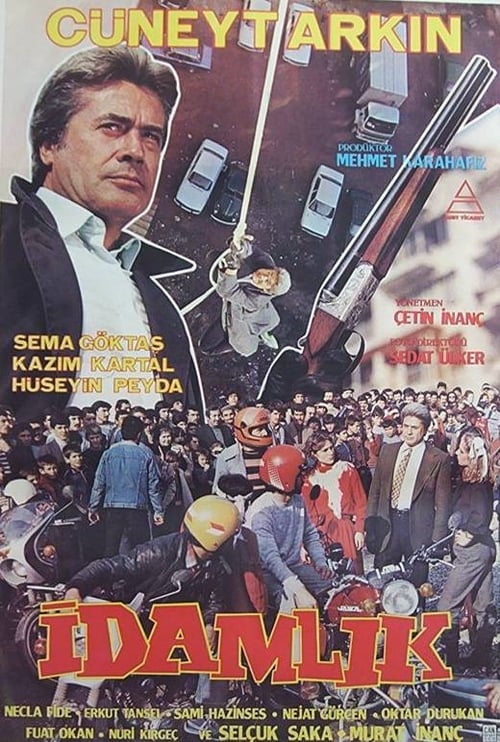 CÜNEYT ARKIN
PRODÜKTÖR
MEHMET KARAHAFIZ
YÖNETMEN
ÇETİN İNANÇ
SEDAT ÜLKER
SEMA GÖKTAŞ
KAZIM KARTAL
HÜSEYİN PEYDA
İDAMLIK
NECLA FİDE · ERKUT TANSEL · SAMİ HAZİNSES · NEJAT GÜRÇEN · OKTAR DURUKAN
FUAT OKAN · NURİ KIRGEÇ VE SELÇUK SAKA · MURAT İNANÇ